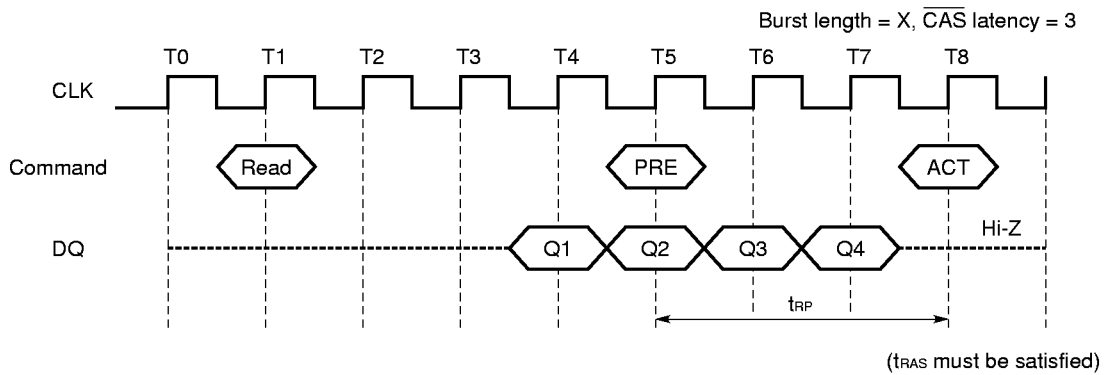 Burst length = X, CAS latency = 3
T0 T1 T2 T3 T4 T5 T6 T7 T8
CLK
Command Read PRE ACT
Hi-Z
DQ Q1 Q2 Q3 Q4
tRP
(tRAS must be satisfied)